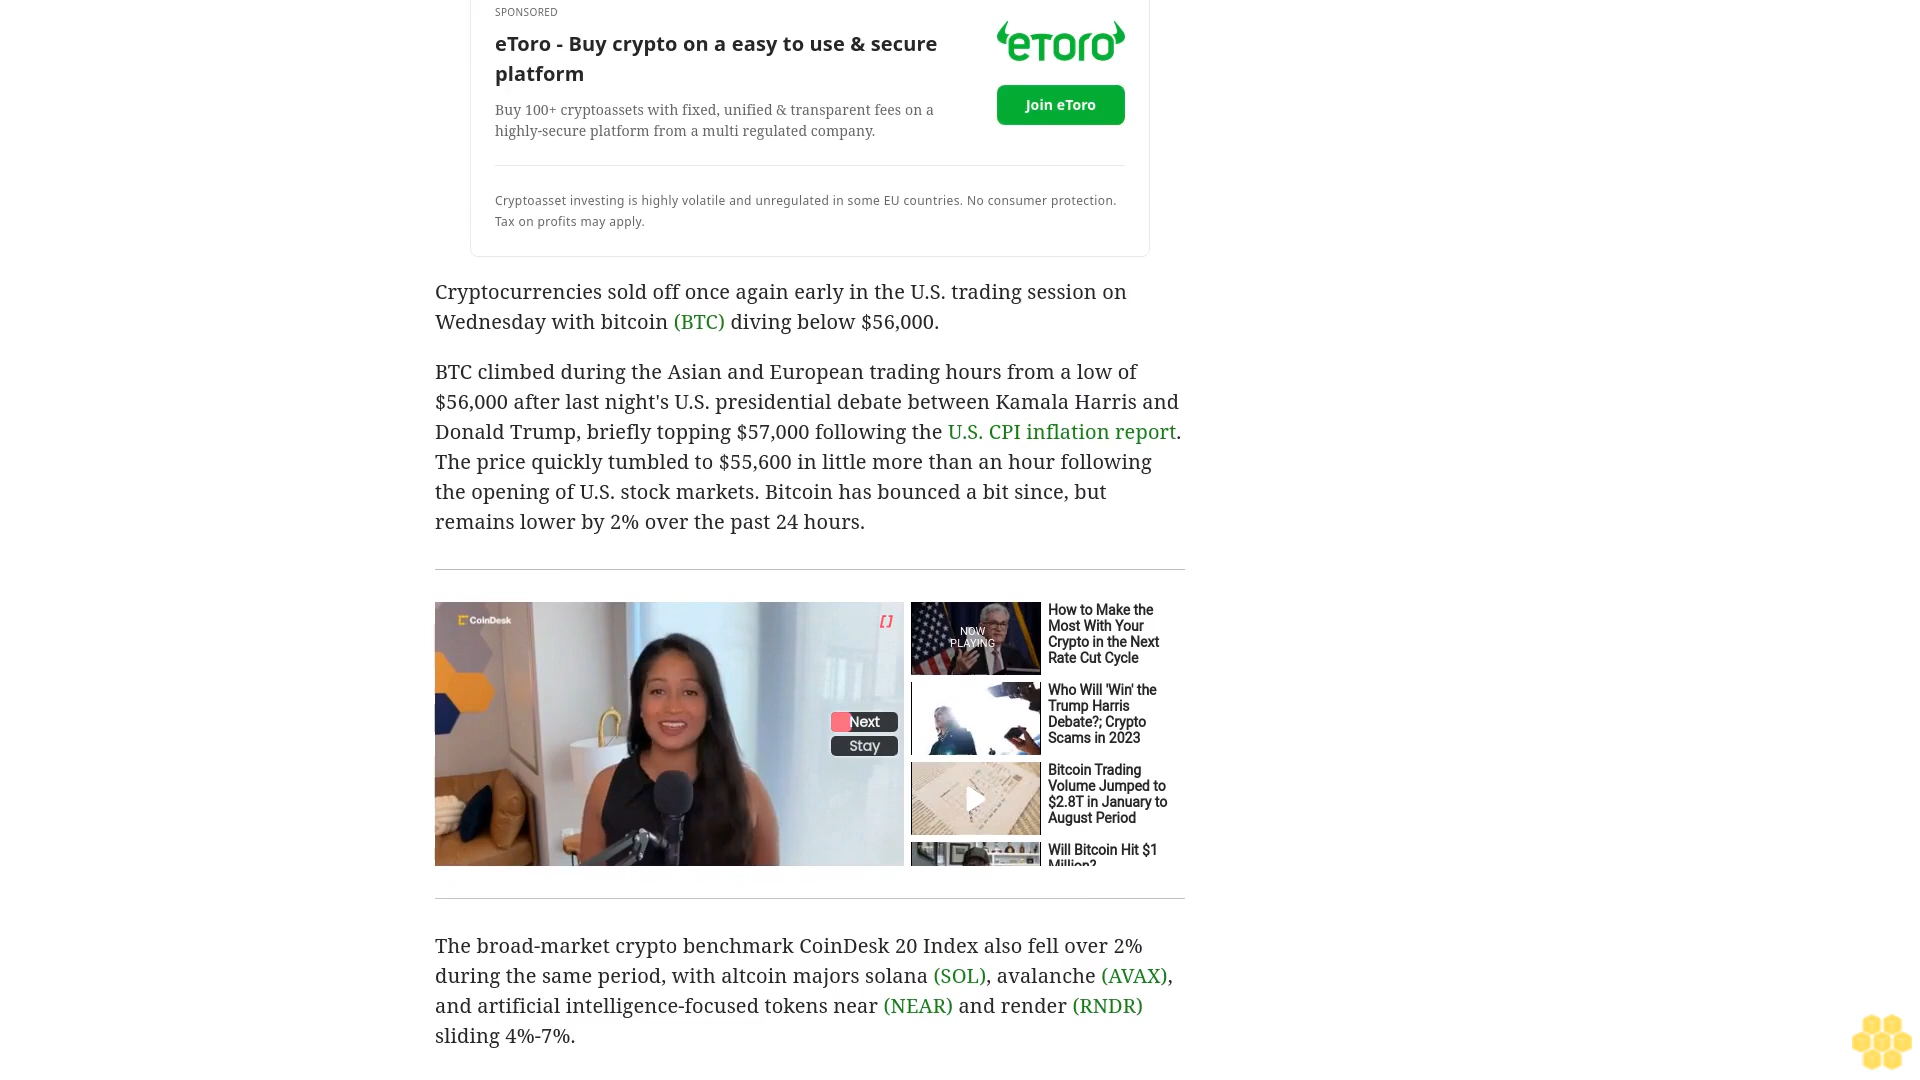 SPONSORED
eToro - Buy crypto on a easy to use & secure
platform
Buy 100+ cryptoassets with fixed, unified & transparent fees on a
highly-secure platform from a multi regulated company.
eToro
Join eToro
Cryptoasset investing is highly volatile and unregulated in some EU countries. No consumer protection.
Tax on profits may apply.
Cryptocurrencies sold off once again early in the U.S. trading session on
Wednesday with bitcoin (BTC) diving below $56,000.
BTC climbed during the Asian and European trading hours from a low of
$56,000 after last night's U.S. presidential debate between Kamala Harris and
Donald Trump, briefly topping $57,000 following the U.S. CPI inflation report.
The price quickly tumbled to $55,600 in little more than an hour following
the opening of U.S. stock markets. Bitcoin has bounced a bit since, but
remains lower by 2% over the past 24 hours.
CoinDesk
[]
Next
Stay
NOW
PLAYING
How to Make the
Most With Your
Crypto in the Next
Rate Cut Cycle
Who Will 'Win' the
Trump Harris
Debate?; Crypto
Scams in 2023
Bitcoin Trading
Volume Jumped to
$2.8T in January to
August Period
Will Bitcoin Hit $1
Million?
The broad-market crypto benchmark CoinDesk 20 Index also fell over 2%
during the same period, with altcoin majors solana (SOL), avalanche (AVAX),
and artificial intelligence-focused tokens near (NEAR) and render (RNDR)
sliding 4%-7%.